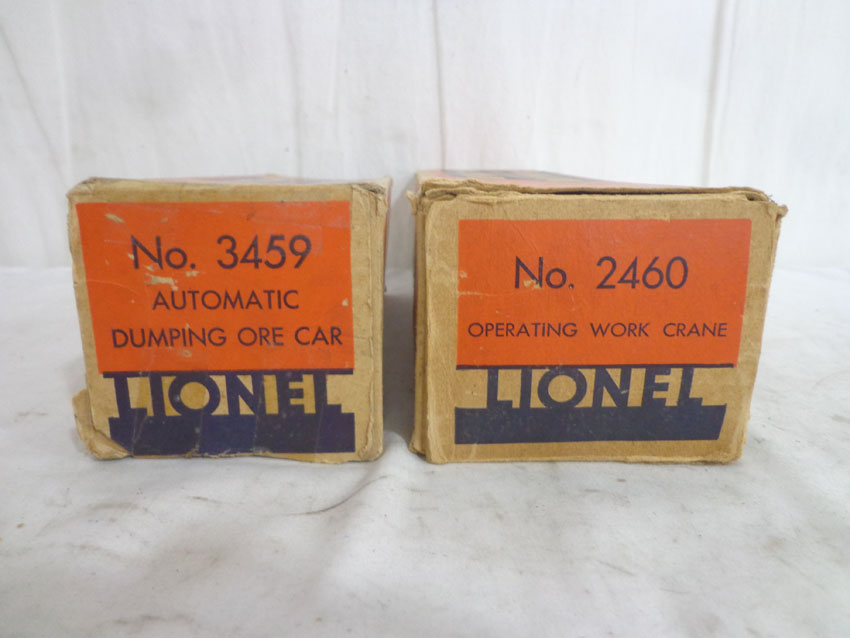 No. 3459
AUTOMATIC
DUMPING ORE CAR
LIONEL
No. 2460
OPERATING WORK CRANE
LIONEL